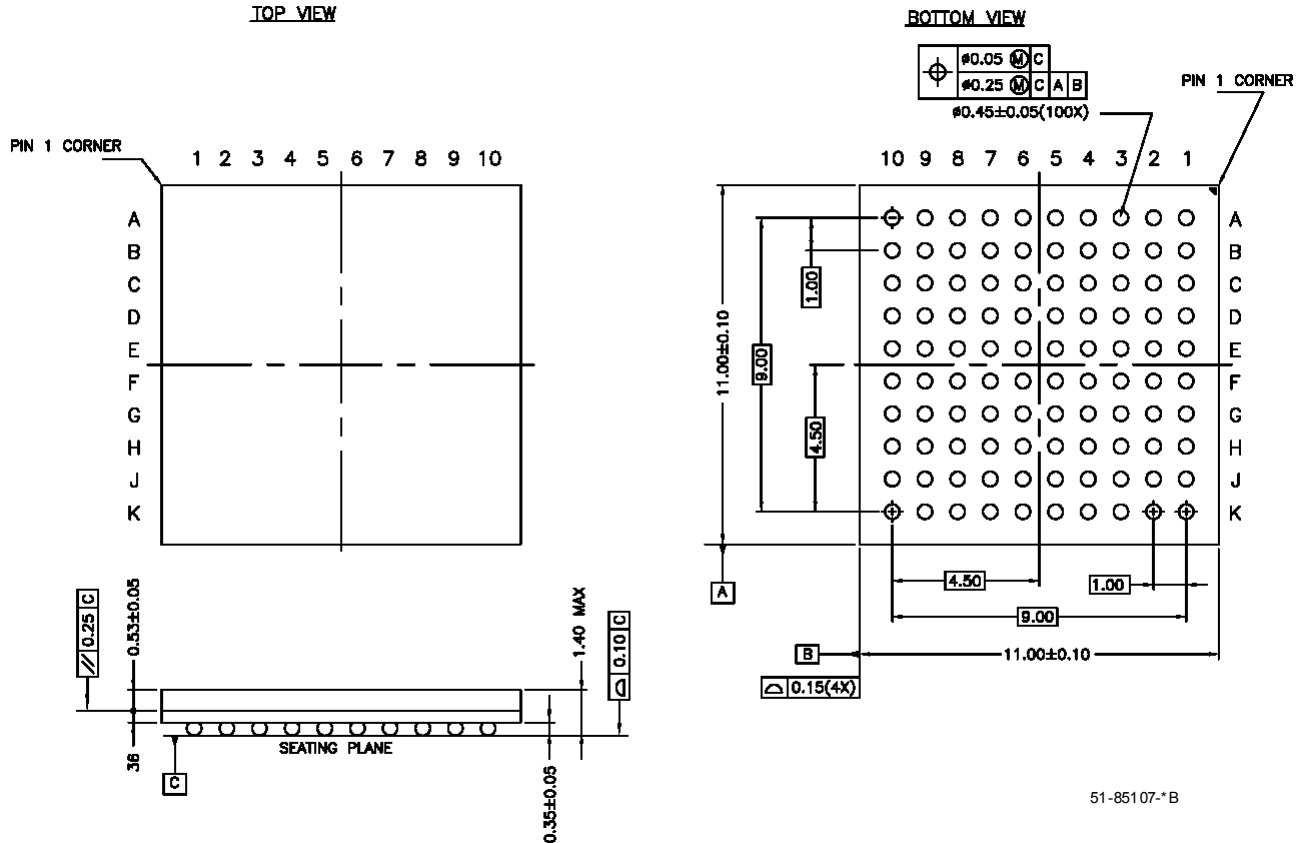 TOP VIEW
PIN 1 CORNER
1 2 3 4 5 6 7 8 9 10
A
B
C
D
E
F
G
H
J
K
// 0.25 C
0.53±0.05
36
C
SEATING PLANE
1.40 MAX
0.35±0.05
0.10 C
BOTTOM VIEW
ø0.05 Ⓜ C
ø0.25 Ⓜ C A B
ø0.45±0.05(100X)
PIN 1 CORNER
10 9 8 7 6 5 4 3 2 1
A
B
C
D
E
F
G
H
J
K
11.00±0.10
9.00
1.00
4.50
A
4.50
1.00
9.00
B
11.00±0.10
0.15(4X)
51-85107-*B